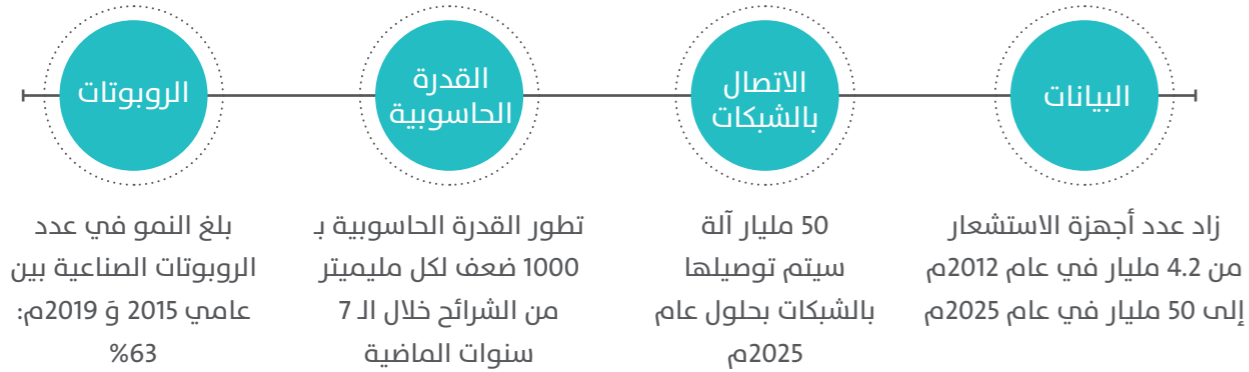 البيانات
زاد عدد أجهزة الاستشعار
من 4.2 مليار في عام 2012م
إلى 50 مليار في عام 2025م
الاتصال
بالشبكات
50 مليار آلة
سيتم توصيلها
بالشبكات بحلول عام
2025م
القدرة
الحاسوبية
تطور القدرة الحاسوبية بـ
1000 ضعف لكل مليميتر
من الشرائح خلال الـ 7
سنوات الماضية
الروبوتات
بلغ النمو في عدد
الروبوتات الصناعية بين
عامي 2015 وَ 2019م:
63%